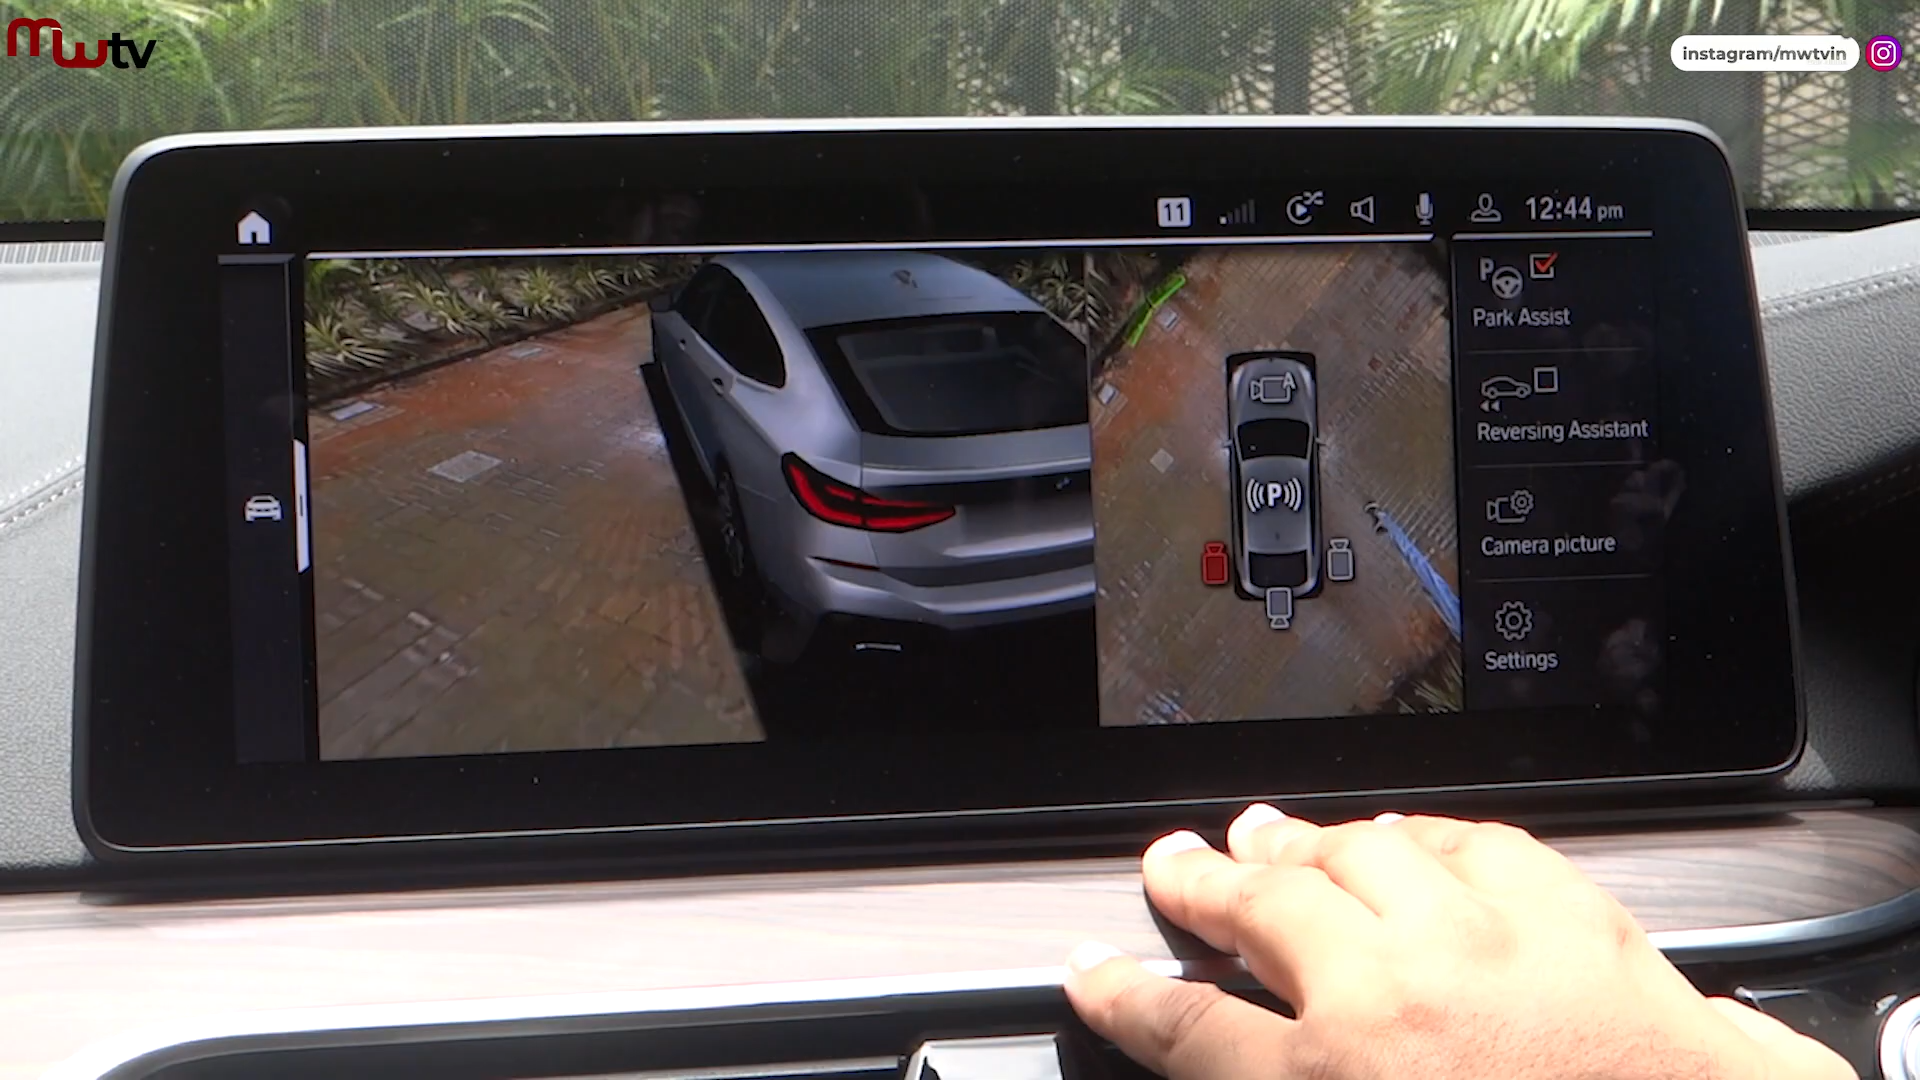 mwtv
instagram/mwtvin
11
12:44 pm
P
Park Assist
A
Reversing Assistant
P
Camera picture
Settings